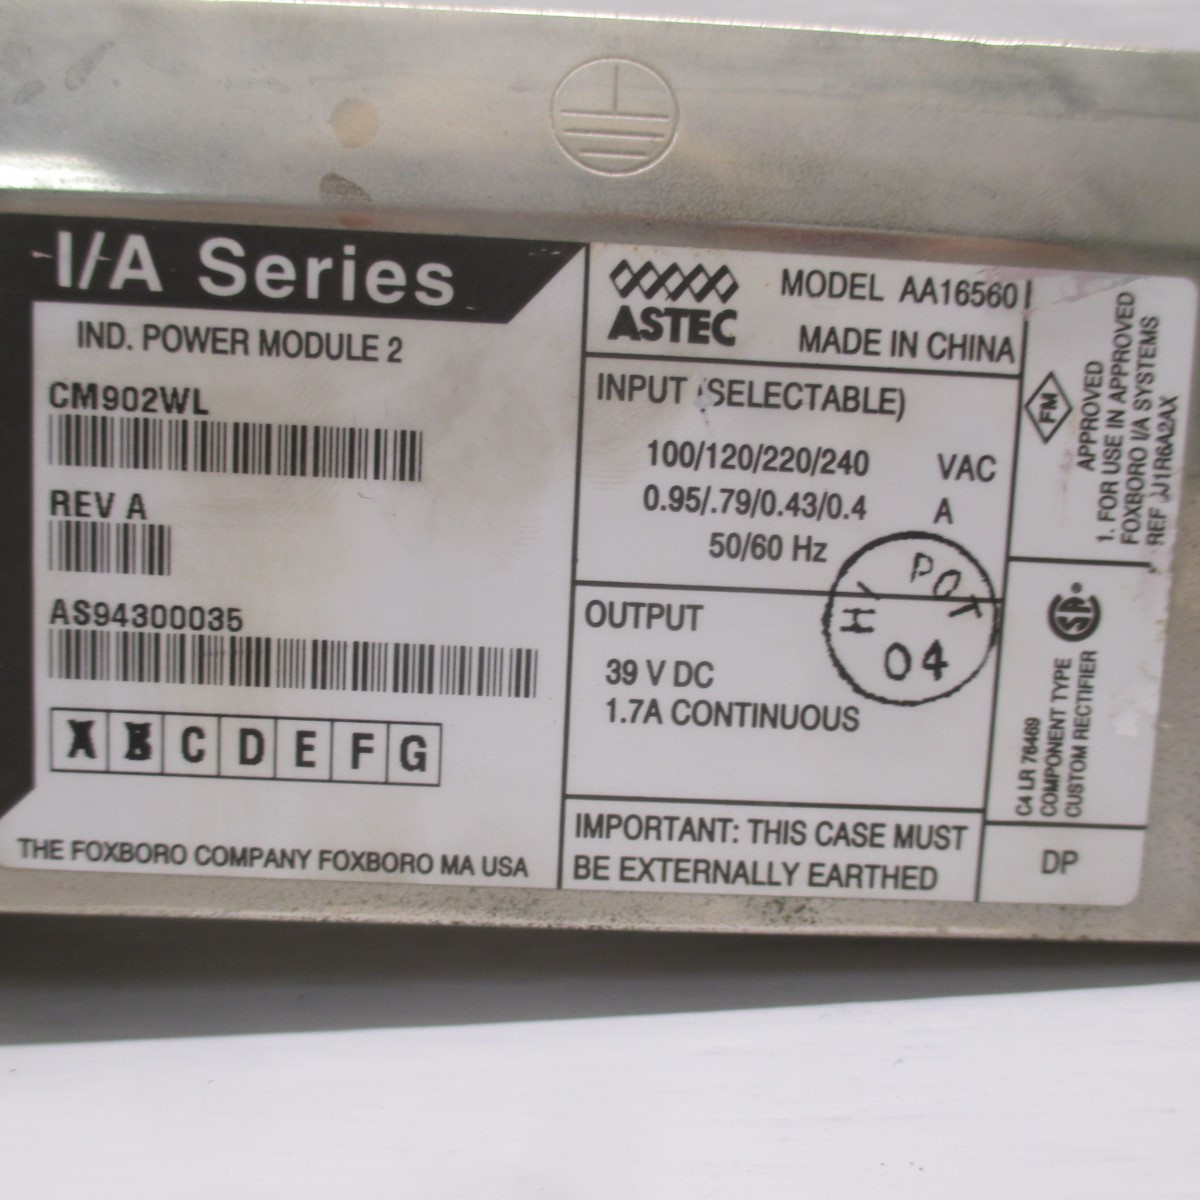 I/A Series
IND. POWER MODULE 2
CM902WL
REV A
AS94300035
A B C D E F G
THE FOXBORO COMPANY FOXBORO MA USA
ASTEC
MODEL AA16560
MADE IN CHINA
INPUT (SELECTABLE)
100/120/220/240 VAC
0.95/.79/0.43/0.4 A
50/60 Hz
HI POT
04
OUTPUT
39 V DC
1.7A CONTINUOUS
IMPORTANT: THIS CASE MUST
BE EXTERNALLY EARTHED
FM
APPROVED
1. FOR USE IN APPROVED
FOXBORO I/A SYSTEMS
REF J1R6A2AX
SA®
C4 LR 76469
COMPONENT TYPE
CUSTOM RECTIFIER
DP